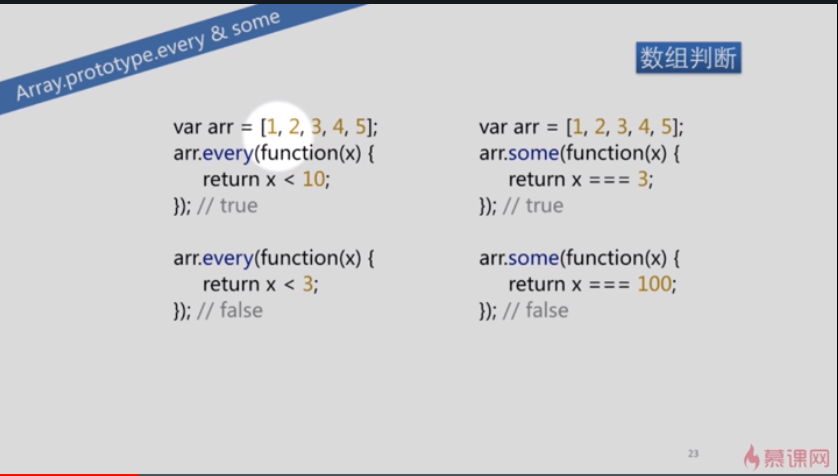 Array.prototype.every & some
数组判断
var arr = [1, 2, 3, 4, 5];
arr.every(function(x) {
return x < 10;
}); // true
arr.every(function(x) {
return x < 3;
}); // false
var arr = [1, 2, 3, 4, 5];
arr.some(function(x) {
return x === 3;
}); // true
arr.some(function(x) {
return x === 100;
}); // false
23
慕课网